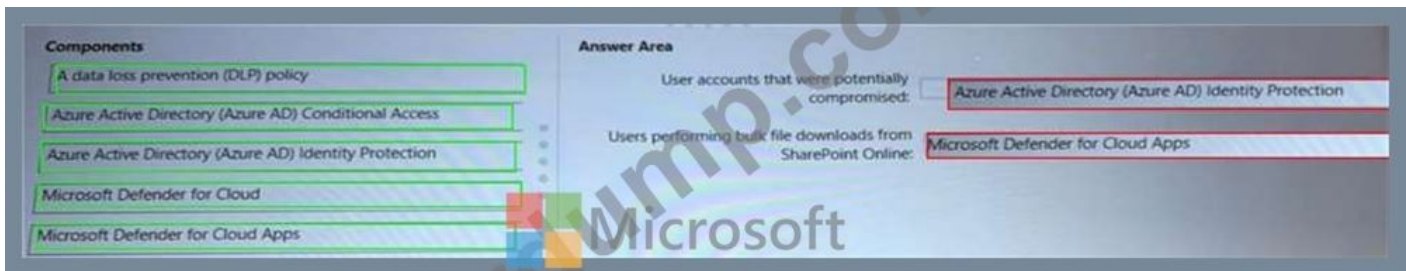 Components
A data loss prevention (DLP) policy
Azure Active Directory (Azure AD) Conditional Access
Azure Active Directory (Azure AD) Identity Protection
Microsoft Defender for Cloud
Microsoft Defender for Cloud Apps
Answer Area
User accounts that were potentially
compromised:
Azure Active Directory (Azure AD) Identity Protection
Users performing bulk file downloads from
SharePoint Online:
Microsoft Defender for Cloud Apps
Microsoft